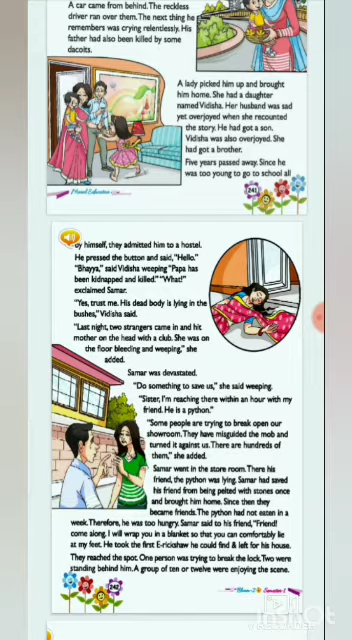 A car came from behind. The reckless
driver ran over them. The next thing he
remembers was crying relentlessly. His
father had also been killed by some
dacoits.
A lady picked him up and brought
him home. She had a daughter
named Vidisha. Her husband was sad
yet overjoyed when she recounted
the story. He had got a son.
Vidisha was also overjoyed. She
had got a brother.
Five years passed away. Since he
was too young to go to school all
Moral Education
241
by himself, they admitted him to a hostel.
He pressed the button and said, "Hello."
"Bhayya," said Vidisha weeping "Papa has
been kidnapped and killed." "What!"
exclaimed Samar.
"Yes, trust me. His dead body is lying in the
bushes," Vidisha said.
"Last night, two strangers came in and hit
mother on the head with a club. She was on
the floor bleeding and weeping," she
added.
Samar was devastated.
"Do something to save us," she said weeping.
"Sister, I'm reaching there within an hour with my
friend. He is a python."
"Some people are trying to break open our
showroom. They have misguided the mob and
turned it against us. There are hundreds of
them," she added.
Samar went in the store room. There his
friend, the python was lying. Samar had saved
his friend from being pelted with stones once
and brought him home. Since then they
became friends. The python had not eaten in a
week. Therefore, he was too hungry. Samar said to his friend, "Friend!
come along. I will wrap you in a blanket so that you can comfortably lie
at my feet. He took the first E-rickshaw he could find & left for his house.
They reached the spot. One person was trying to break the lock. Two were
standing behind him. A group of ten or twelve were enjoying the scene.
242
Semester 1